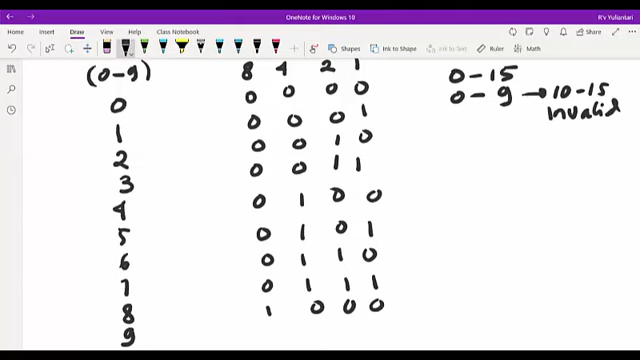 OneNote for Windows 10
R'v Yuliantari
Home Insert Draw View Help Class Notebook Share
Shapes Ink to Shape Ink to Text Ruler Math
(0-9) 8 4 2 1 0-15
0 0 0 0 0 0-9 → 10-15
invalid
1 0 0 0 1
2 0 0 1 0
3 0 0 1 1
4 0 1 0 0
5 0 1 0 1
6 0 1 1 0
7 0 1 1 1
8 1 0 0 0
9